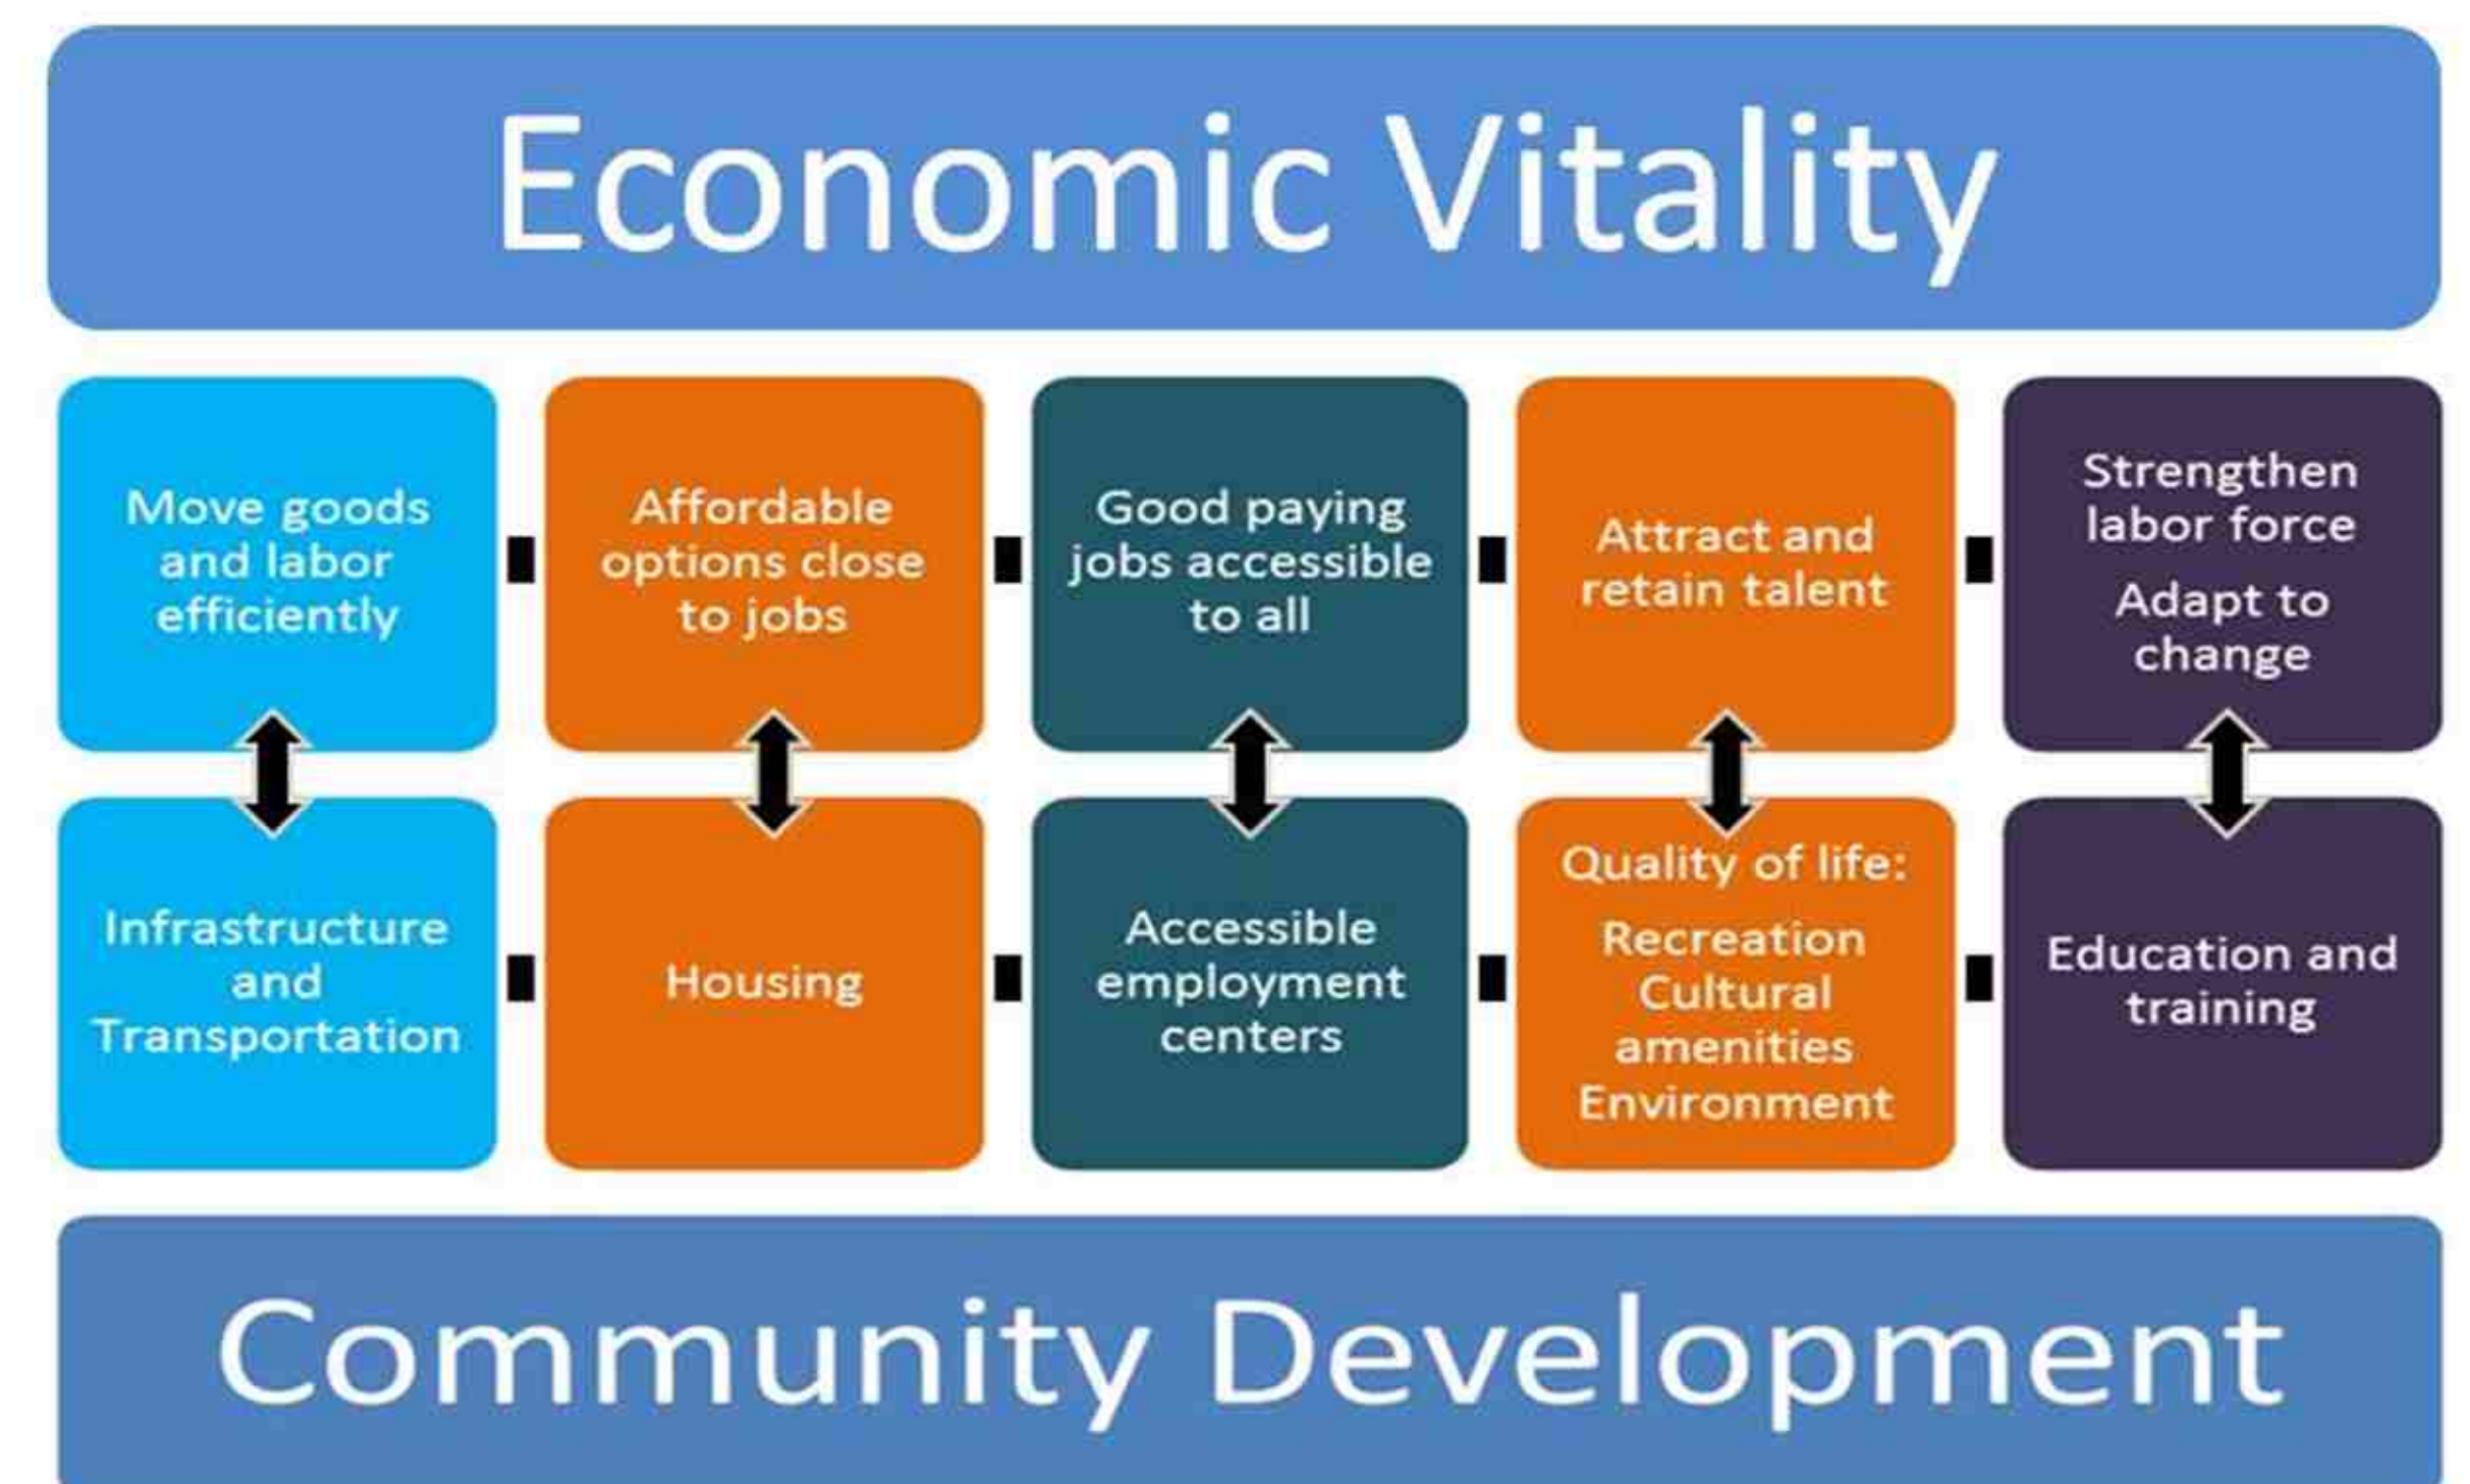 Economic Vitality
Move goods
and labor
efficiently
Affordable
options close
to jobs
Good paying
jobs accessible
to all
Attract and
retain talent
Strengthen
labor force
Adapt to
change
Infrastructure
and
Transportation
Housing
Accessible
employment
centers
Quality of life:
Recreation
Cultural
amenities
Environment
Education and
training
Community Development